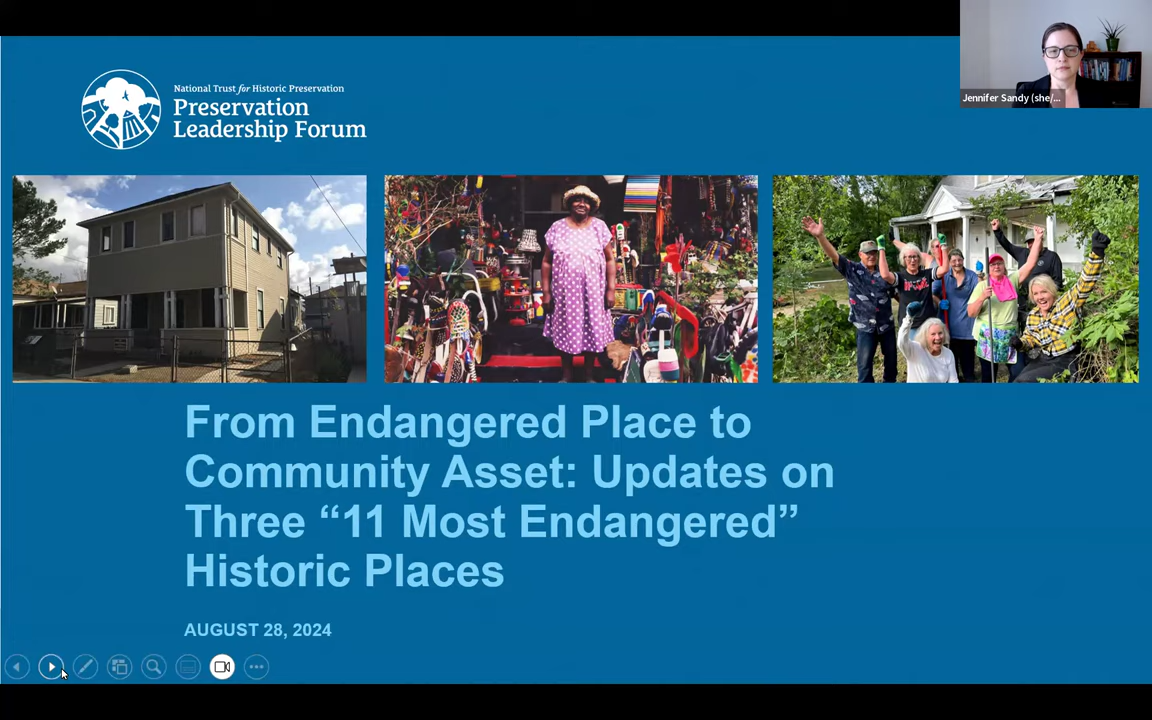 Jennifer Sandy (she/...
National Trust for Historic Preservation
Preservation
Leadership Forum
From Endangered Place to
Community Asset: Updates on
Three “11 Most Endangered”
Historic Places
AUGUST 28, 2024